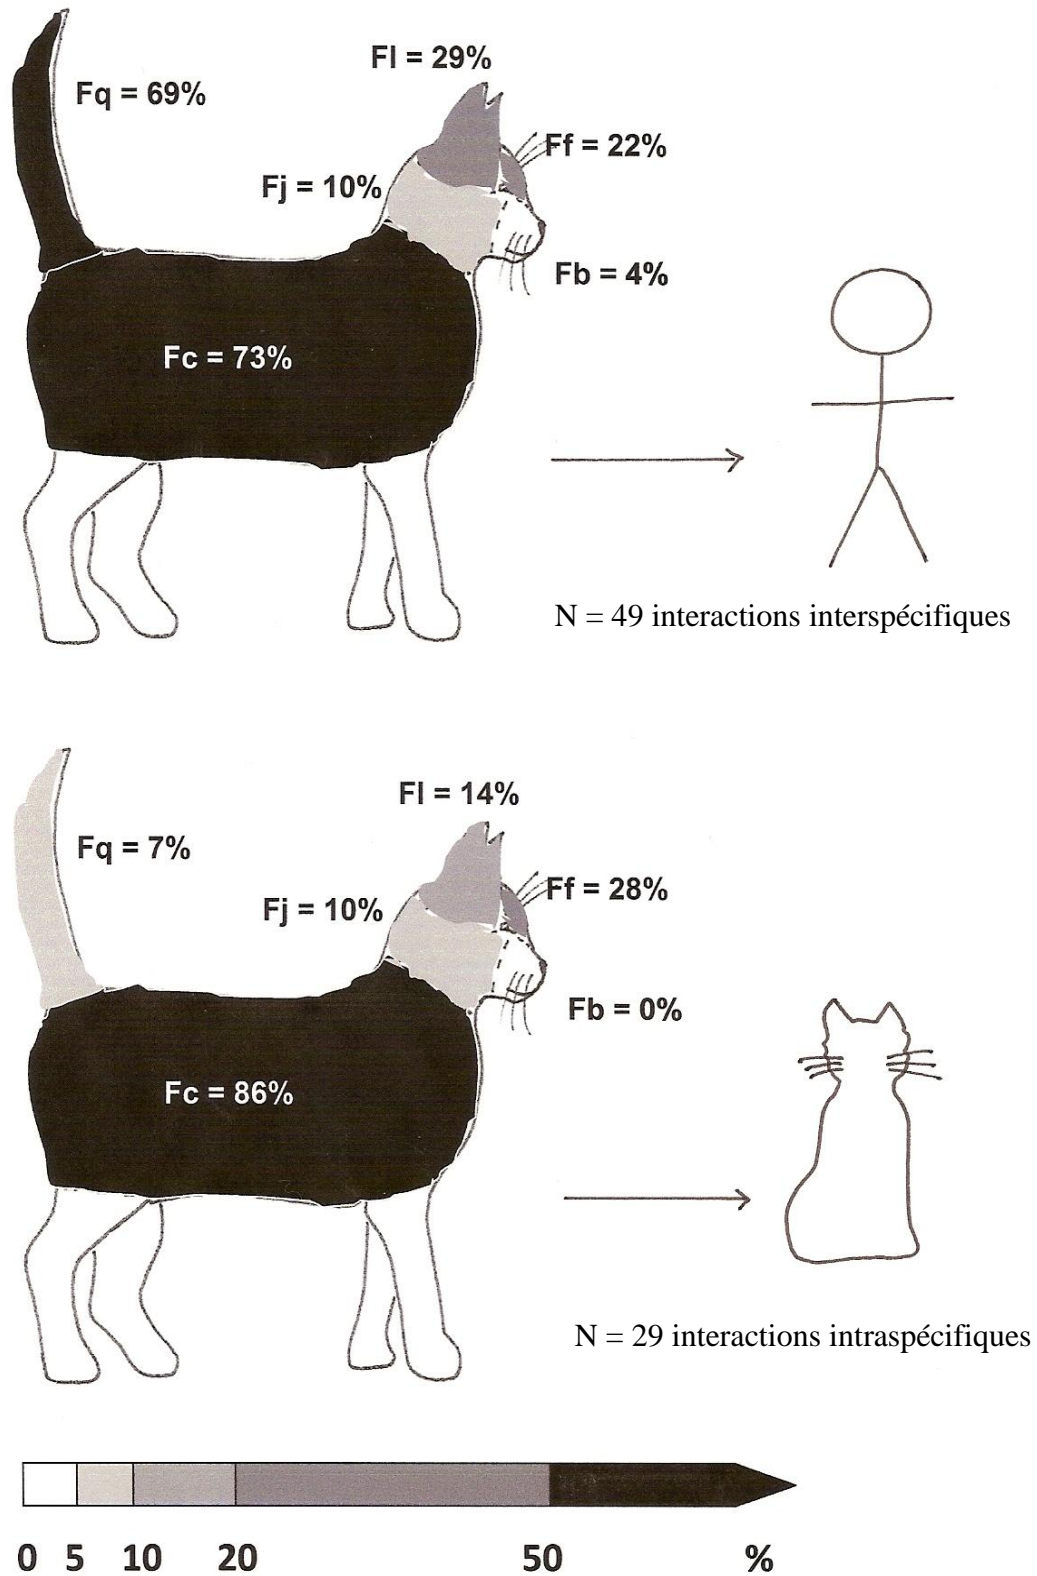 Fl = 29%
Fq = 69%
Ff = 22%
Fj = 10%
Fb = 4%
Fc = 73%
N = 49 interactions interspécifiques
Fl = 14%
Fq = 7%
Ff = 28%
Fj = 10%
Fb = 0%
Fc = 86%
N = 29 interactions intraspécifiques
0 5 10 20 50 %